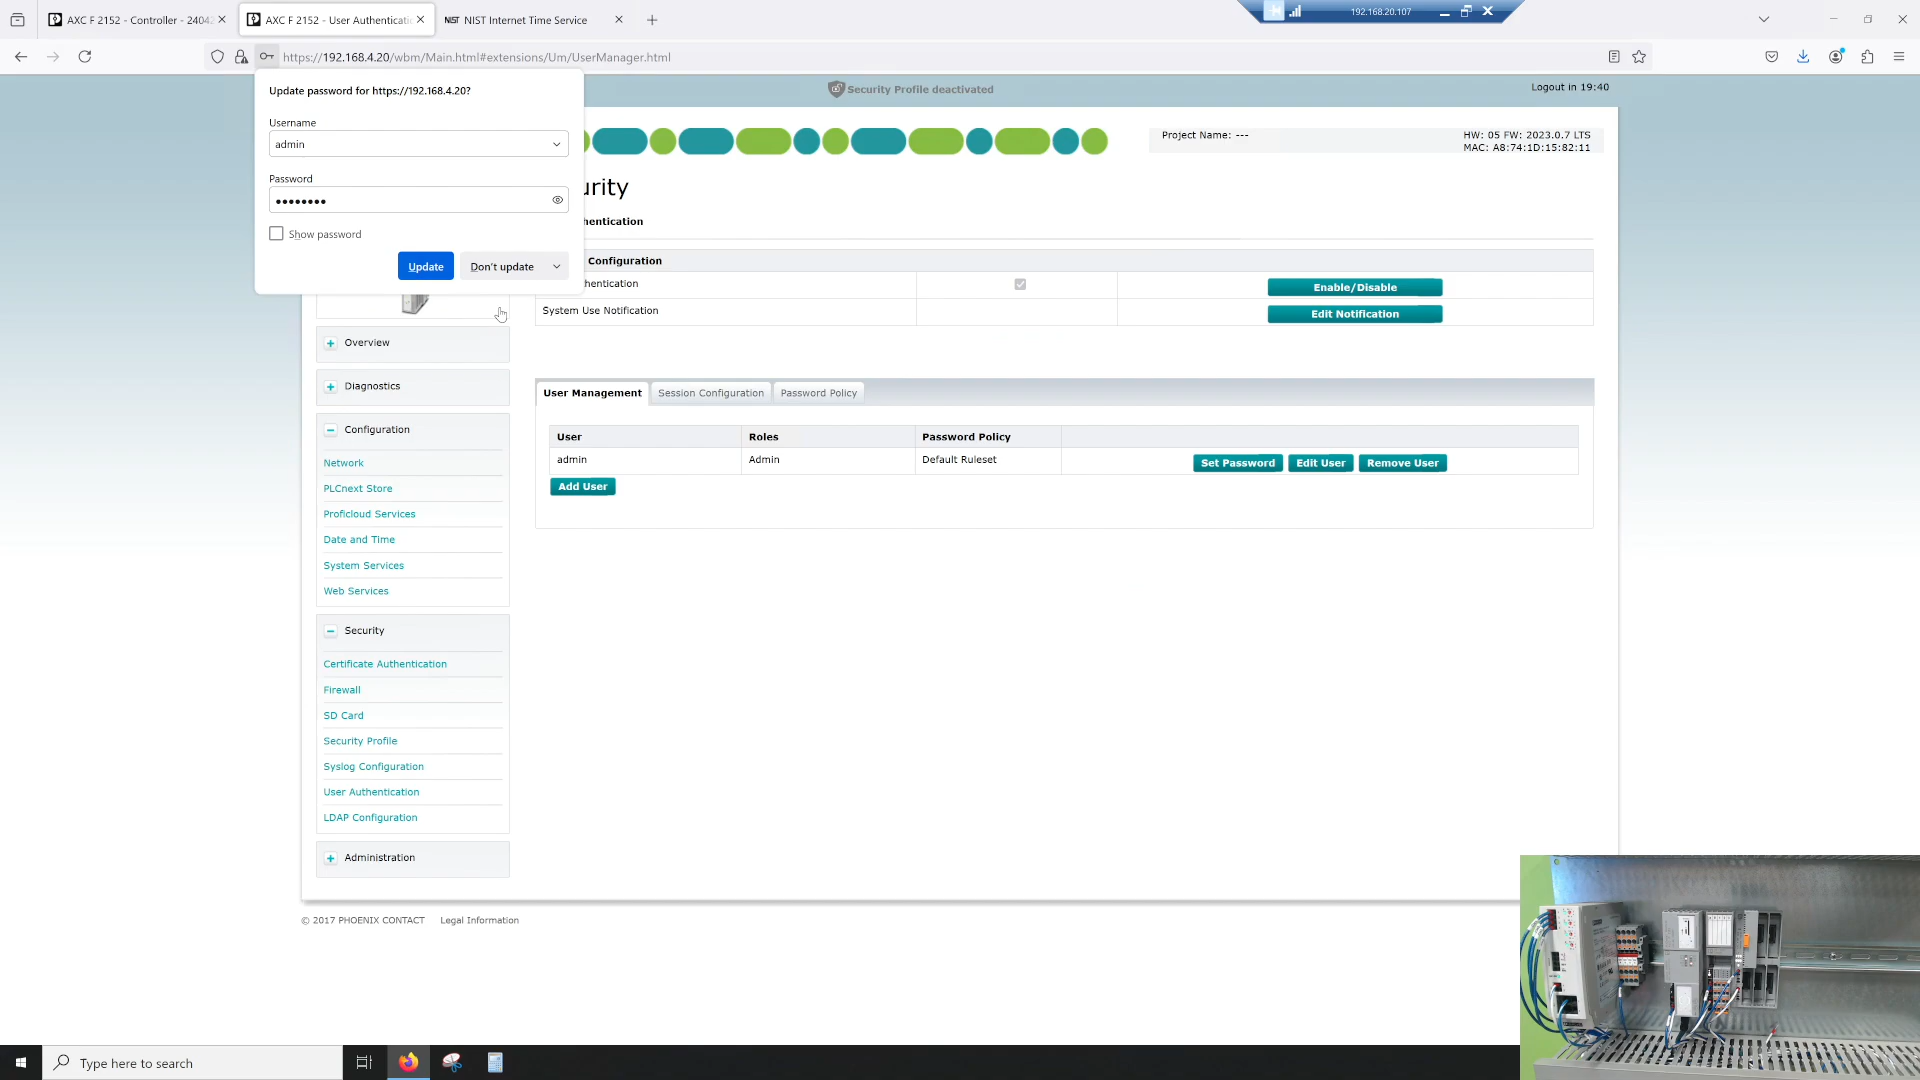 AXC F 2152 - Controller - 2404
AXC F 2152 - User Authenticati
NIST NIST Internet Time Service
192.168.20.107
https://192.168.4.20/wbm/Main.html#extensions/Um/UserManager.html
Update password for https://192.168.4.20?
Username
admin
Password
••••••••
Show password
Update
Don't update
Security Profile deactivated
Logout in 19:40
Project Name: ---
HW: 05 FW: 2023.0.7 LTS
MAC: A8:74:1D:15:82:11
urity
hentication
Configuration
hentication
Enable/Disable
System Use Notification
Edit Notification
Overview
Diagnostics
Configuration
Network
PLCnext Store
Proficloud Services
Date and Time
System Services
Web Services
Security
Certificate Authentication
Firewall
SD Card
Security Profile
Syslog Configuration
User Authentication
LDAP Configuration
Administration
User Management Session Configuration Password Policy
User Roles Password Policy
admin Admin Default Ruleset Set Password Edit User Remove User
Add User
© 2017 PHOENIX CONTACT Legal Information
Type here to search